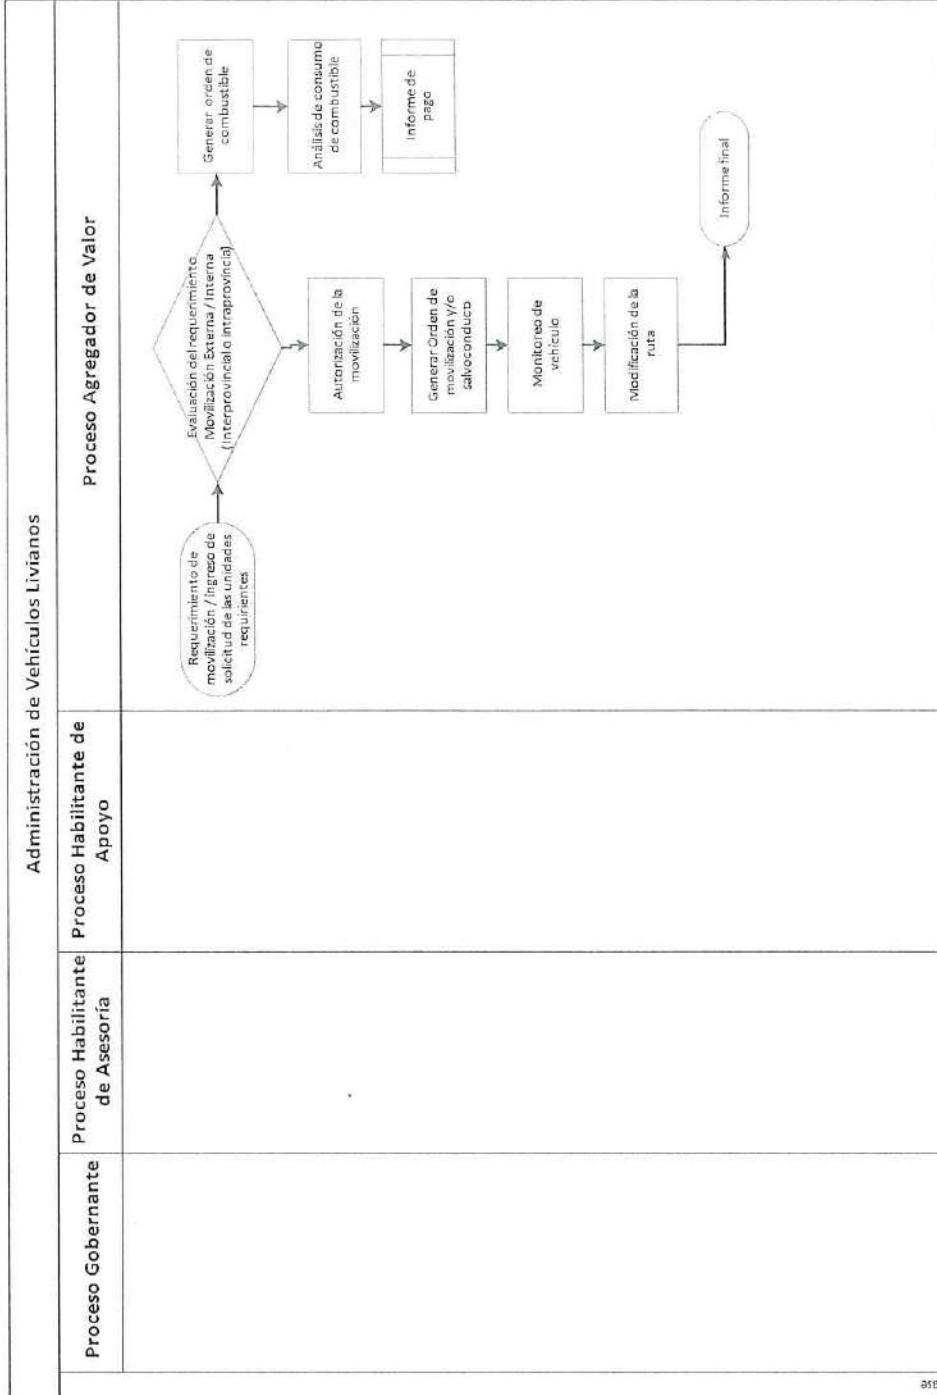 Administración de Vehículos Livianos
Proceso Gobernante
Proceso Habilitante
de Asesoría
Proceso Habilitante de
Apoyo
Proceso Agregador de Valor
Requerimiento de
movilización / ingreso de
solicitud de las unidades
requirientes
Evaluación del requerimiento
Movilización Externa / Interna
(Interprovincial o intraprovincia)
Generar orden de
combustible
Análisis de consumo
de combustible
Informe de
pago
Autorización de la
movilización
Generar Orden de
movilización y/o
salvoconducto
Monitoreo de
vehículo
Modificación de la
ruta
Informe final